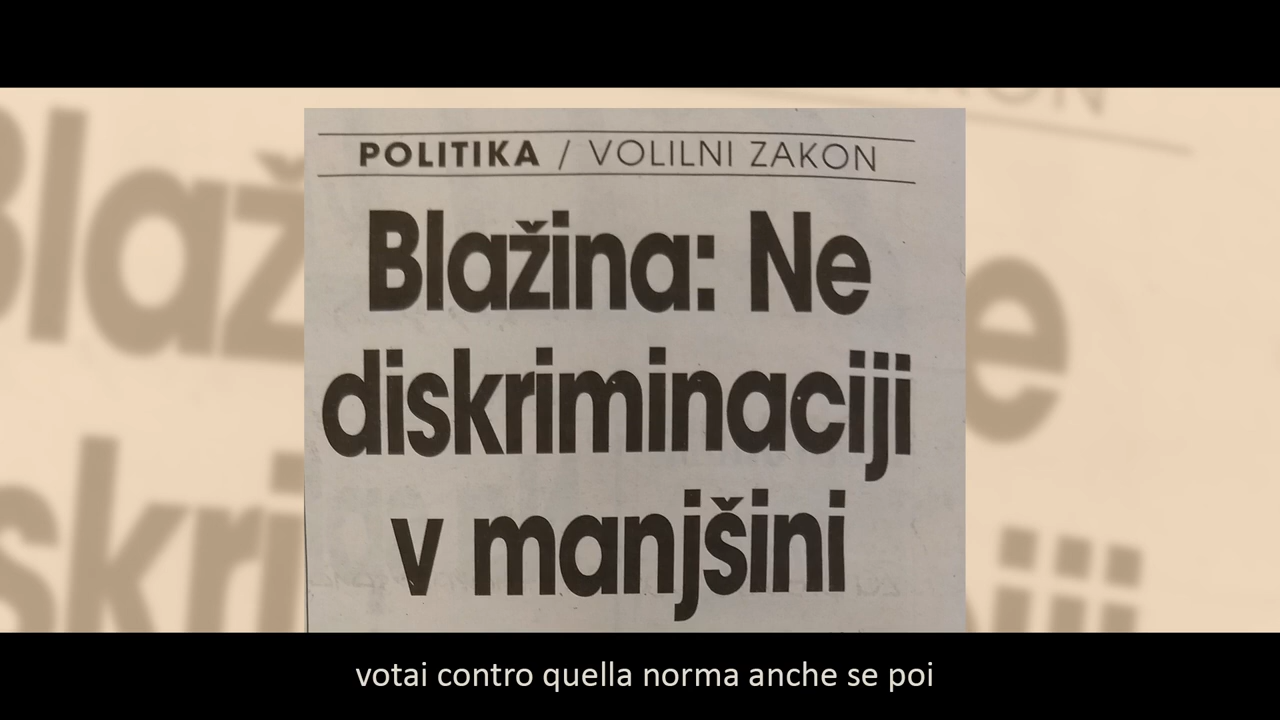 POLITIKA / VOLILNI ZAKON
Blažina: Ne
diskriminaciji
v manjšini
votai contro quella norma anche se poi